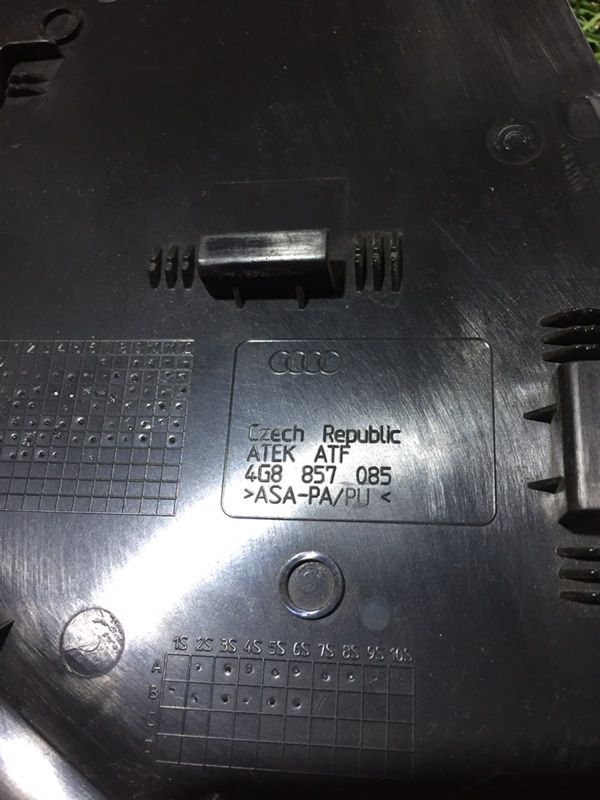 Czech Republic
ATEK ATF
4G8 857 085
>ASA-PA/PU<
1S 2S 3S 4S 5S 6S 7S 8S 9S 10S
A
B
C
D